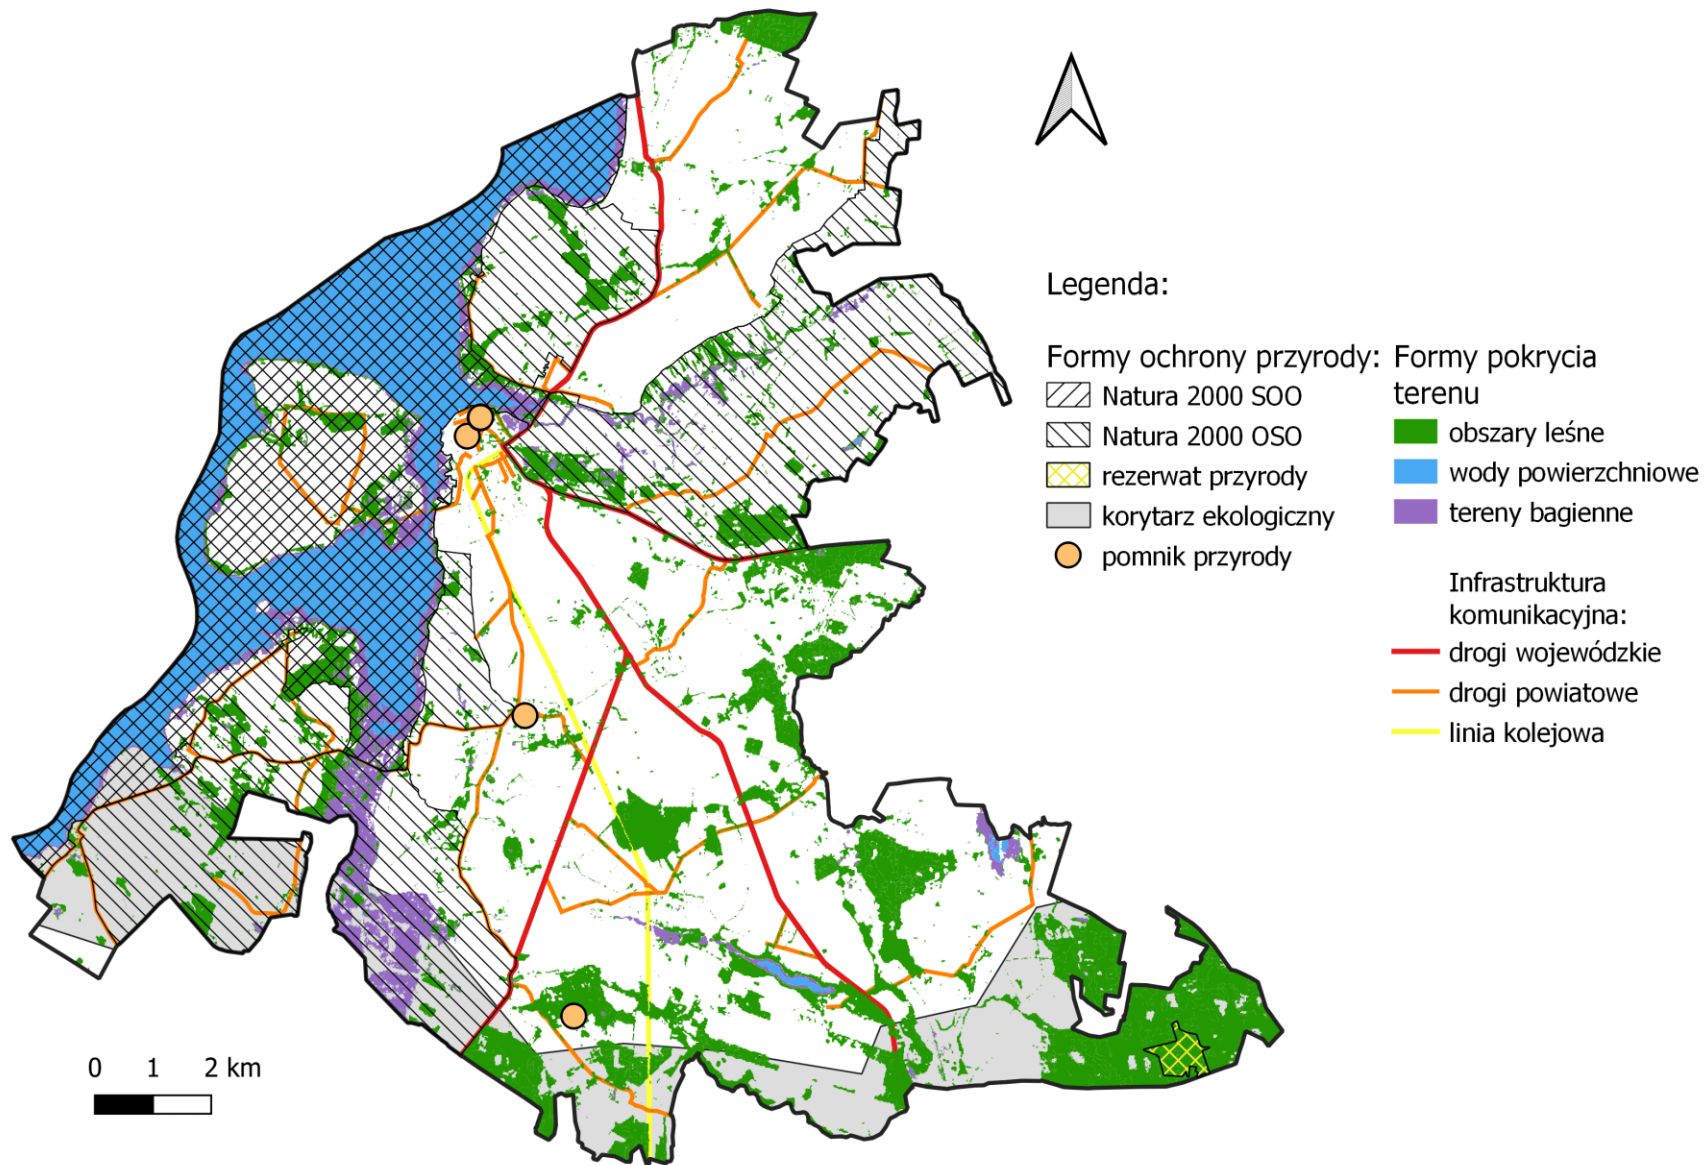 Legenda:
Formy ochrony przyrody:
Natura 2000 SOO
Natura 2000 OSO
rezerwat przyrody
korytarz ekologiczny
pomnik przyrody
Formy pokrycia
terenu
obszary leśne
wody powierzchniowe
tereny bagienne
Infrastruktura
komunikacyjna:
drogi wojewódzkie
drogi powiatowe
linia kolejowa
0 1 2 km